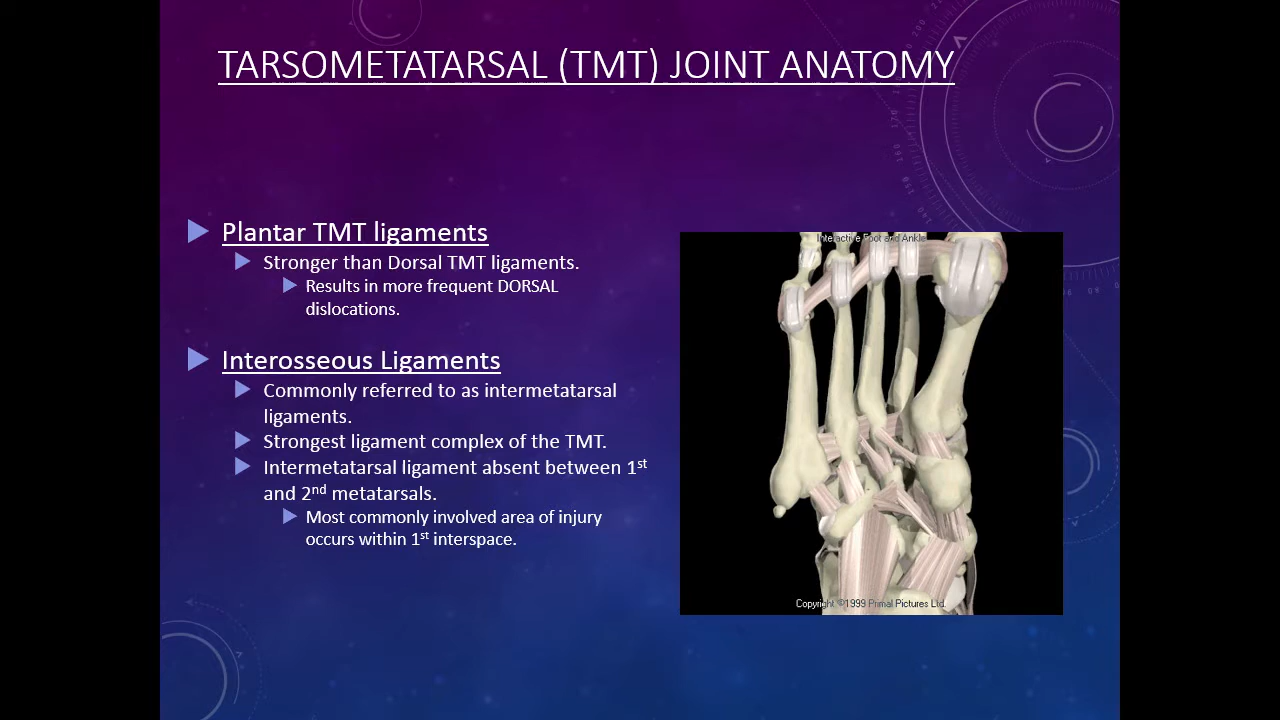 TARSOMETATARSAL (TMT) JOINT ANATOMY
Plantar TMT ligaments
Stronger than Dorsal TMT ligaments.
Results in more frequent DORSAL
dislocations.
Interosseous Ligaments
Commonly referred to as intermetatarsal
ligaments.
Strongest ligament complex of the TMT.
Intermetatarsal ligament absent between 1st
and 2nd metatarsals.
Most commonly involved area of injury
occurs within 1st interspace.
Interactive Foot and Ankle
Copyright ©1999 Primal Pictures Ltd.